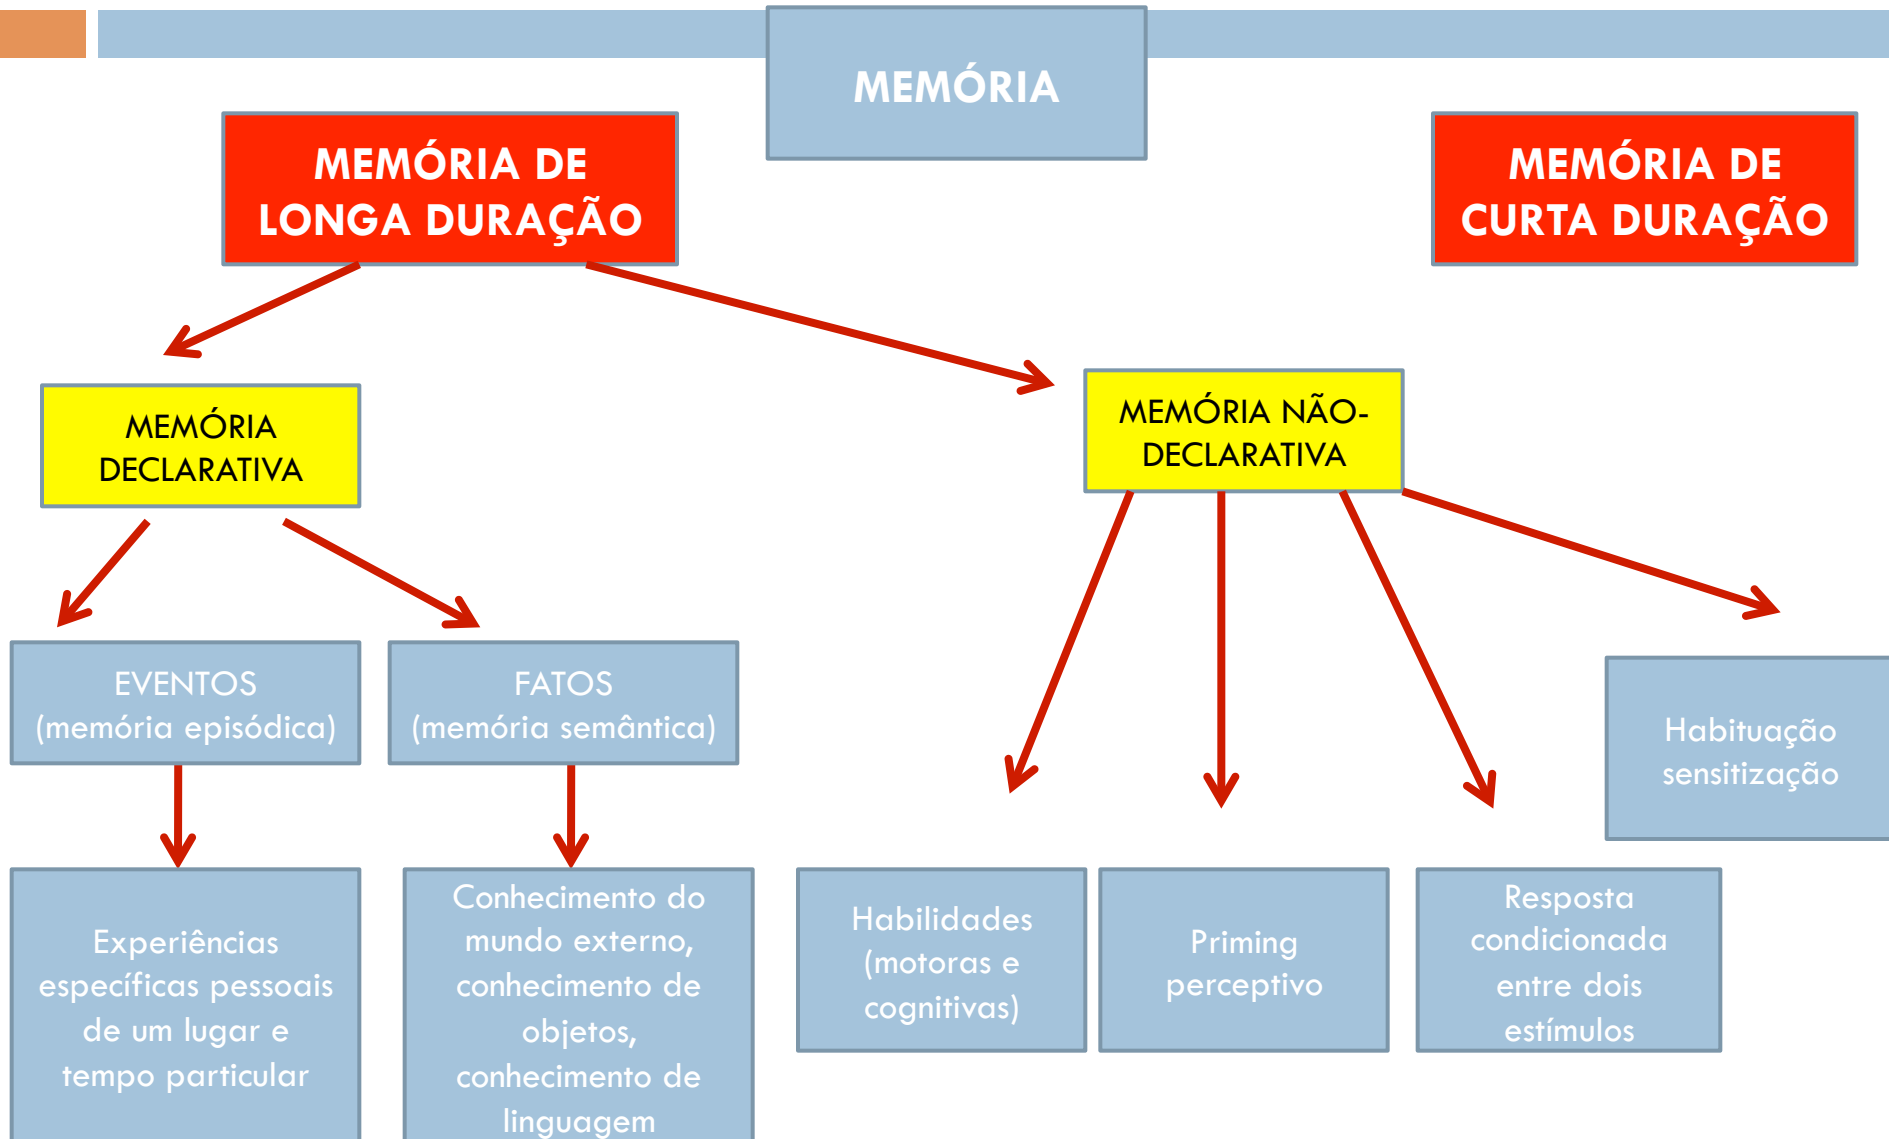 MEMÓRIA
MEMÓRIA DE
LONGA DURAÇÃO
MEMÓRIA DE
CURTA DURAÇÃO
MEMÓRIA
DECLARATIVA
MEMÓRIA NÃO-
DECLARATIVA
EVENTOS
(memória episódica)
FATOS
(memória semântica)
Habituação
sensitização
Experiências
específicas pessoais
de um lugar e
tempo particular
Conhecimento do
mundo externo,
conhecimento de
objetos,
conhecimento de
linguagem
Habilidades
(motoras e
cognitivas)
Priming
perceptivo
Resposta
condicionada
entre dois
estímulos